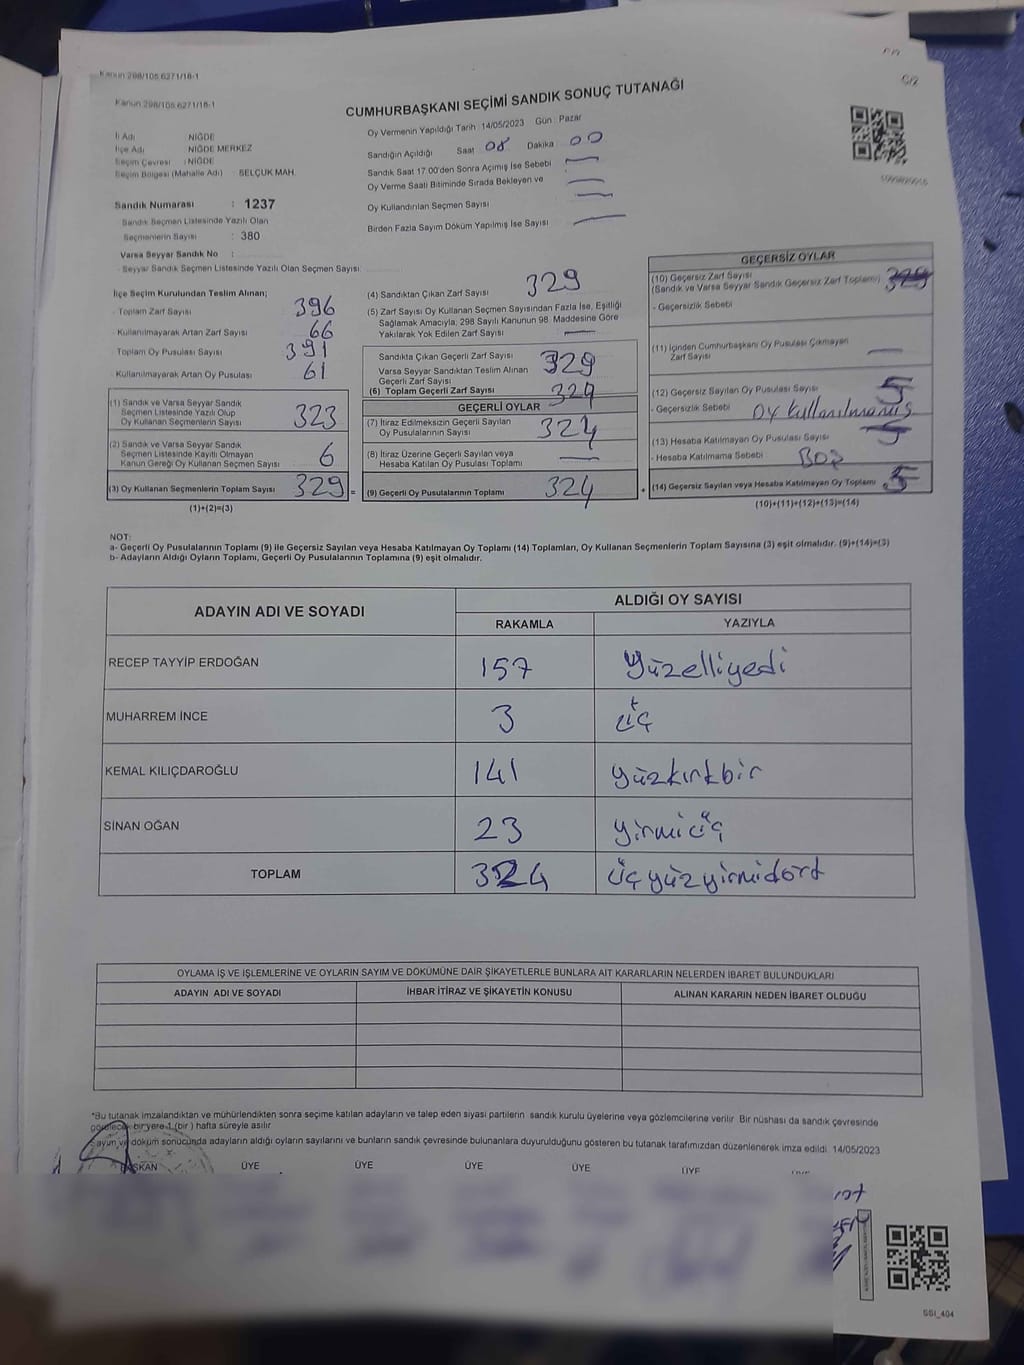 Kanun 298/105 6271/18-1
Kanun 298/105 6271/18-1
CUMHURBAŞKANI SEÇİMİ SANDIK SONUÇ TUTANAĞI
İl Adı : NİĞDE
İlçe Adı : NİĞDE MERKEZ
Seçim Çevresi : NİĞDE
Seçim Bölgesi (Mahalle Adı) : SELÇUK MAH.
Sandık Numarası : 1237
Sandık Seçmen Listesinde Yazılı Olan
Seçmenlerin Sayısı : 380
Varsa Seyyar Sandık No :
Seyyar Sandık Seçmen Listesinde Yazılı Olan Seçmen Sayısı:
Oy Vermenin Yapıldığı Tarih : 14/05/2023 Gün : Pazar
Sandığın Açıldığı Saat 08 Dakika 00
Sandık Saat 17.00'den Sonra Açımış İse Sebebi —
Oy Verme Saati Bitiminde Sırada Bekleyen ve —
Oy Kullandırılan Seçmen Sayısı —
Birden Fazla Sayım Döküm Yapılmış İse Sayısı —
İlçe Seçim Kurulundan Teslim Alınan;
- Toplam Zarf Sayısı 396
- Kullanılmayarak Artan Zarf Sayısı 66
Toplam Oy Pusulası Sayısı 391
- Kullanılmayarak Artan Oy Pusulası 61
(1) Sandık ve Varsa Seyyar Sandık
Seçmen Listesinde Yazılı Olup
Oy Kullanan Seçmenlerin Sayısı 323
(2) Sandık ve Varsa Seyyar Sandık
Seçmen Listesinde Kayıtlı Olmayan
Kanun Gereği Oy Kullanan Seçmen Sayısı 6
(3) Oy Kullanan Seçmenlerin Toplam Sayısı 329 =
(1)+(2)=(3)
(4) Sandıktan Çıkan Zarf Sayısı 329
(5) Zarf Sayısı Oy Kullanan Seçmen Sayısından Fazla İse, Eşitliği
Sağlamak Amacıyla; 298 Sayılı Kanunun 98. Maddesine Göre
Yakılarak Yok Edilen Zarf Sayısı —
Sandıkta Çıkan Geçerli Zarf Sayısı 329
Varsa Seyyar Sandıktan Teslim Alınan
Geçerli Zarf Sayısı
(6) Toplam Geçerli Zarf Sayısı 329
GEÇERLİ OYLAR
(7) İtiraz Edilmeksizin Geçerli Sayılan
Oy Pusulalarının Sayısı 324
(8) İtiraz Üzerine Geçerli Sayılan veya
Hesaba Katılan Oy Pusulası Toplamı —
(9) Geçerli Oy Pusulalarının Toplamı 324 +
GEÇERSİZ OYLAR
(10) Geçersiz Zarf Sayısı
(Sandık ve Varsa Seyyar Sandık Geçersiz Zarf Toplamı)
- Geçersizlik Sebebi
(11) İçinden Cumhurbaşkanı Oy Pusulası Çıkmayan
Zarf Sayısı —
(12) Geçersiz Sayılan Oy Pusulası Sayısı 5
- Geçersizlik Sebebi oy kullanılmamış
(13) Hesaba Katılmayan Oy Pusulası Sayısı 5
- Hesaba Katılmama Sebebi Boş
(14) Geçersiz Sayılan veya Hesaba Katılmayan Oy Toplamı 5
(10)+(11)+(12)+(13)=(14)
NOT:
a- Geçerli Oy Pusulalarının Toplamı (9) ile Geçersiz Sayılan veya Hesaba Katılmayan Oy Toplamı (14) Toplamları, Oy Kullanan Seçmenlerin Toplam Sayısına (3) eşit olmalıdır. (9)+(14)=(3)
b- Adayların Aldığı Oyların Toplamı, Geçerli Oy Pusulalarının Toplamına (9) eşit olmalıdır.
ADAYIN ADI VE SOYADI ALDIĞI OY SAYISI
RAKAMLA YAZIYLA
RECEP TAYYİP ERDOĞAN 157 Yüzelliyedi
MUHARREM İNCE 3 üç
KEMAL KILIÇDAROĞLU 141 yüzkırkbir
SİNAN OĞAN 23 yirmiüç
TOPLAM 324 üçyüzyirmidört
OYLAMA İŞ VE İŞLEMLERİNE VE OYLARIN SAYIM VE DÖKÜMÜNE DAİR ŞİKAYETLERLE BUNLARA AİT KARARLARIN NELERDEN İBARET BULUNDUKLARI
ADAYIN ADI VE SOYADI İHBAR İTİRAZ VE ŞİKAYETİN KONUSU ALINAN KARARIN NEDEN İBARET OLDUĞU
*Bu tutanak imzalandıktan ve mühürlendikten sonra seçime katılan adayların ve talep eden siyasi partilerin sandık kurulu üyelerine veya gözlemcilerine verilir. Bir nüshası da sandık çevresinde
görülecek bir yere 1 (bir) hafta süreyle asılır.
Sayım ve döküm sonucunda adayların aldığı oyların sayılarını ve bunların sandık çevresinde bulunanlara duyurulduğunu gösteren bu tutanak tarafımızdan düzenlenerek imza edildi. 14/05/2023
BAŞKAN ÜYE ÜYE ÜYE ÜYE ÜYE
SSI_404